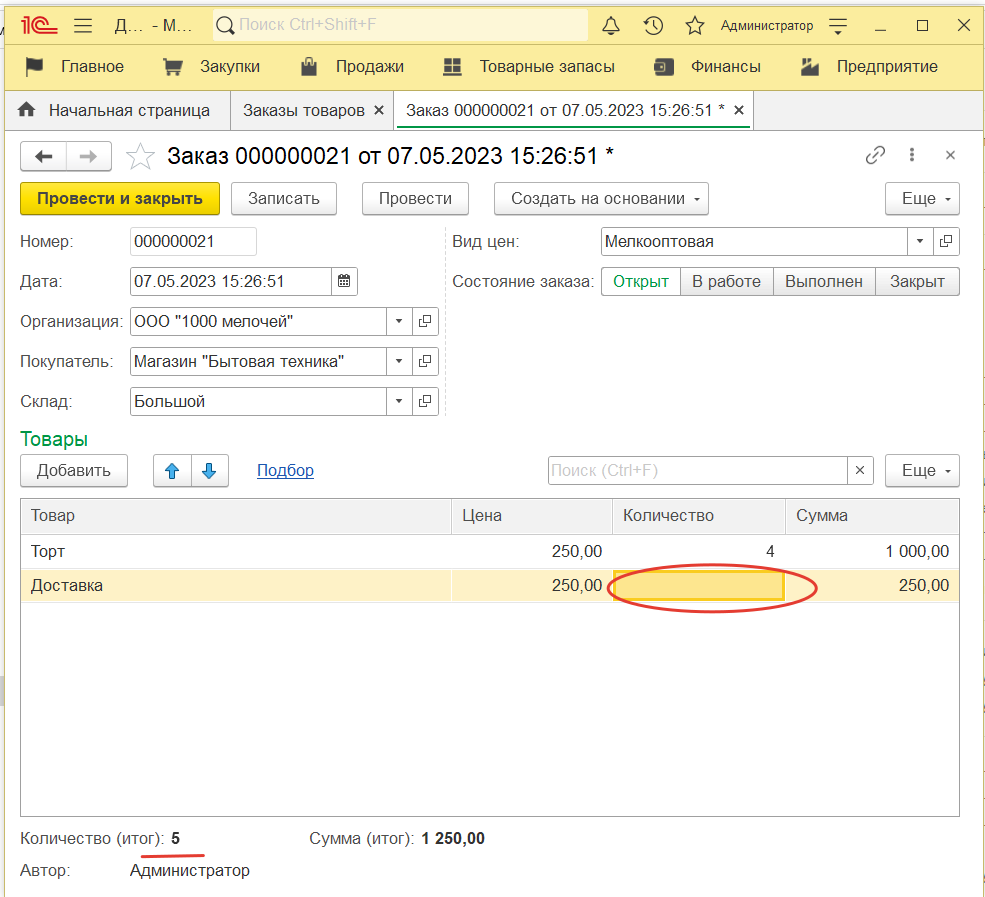 1С Д... - М... Поиск Ctrl+Shift+F Администратор
Главное Закупки Продажи Товарные запасы Финансы Предприятие
Начальная страница Заказы товаров × Заказ 000000021 от 07.05.2023 15:26:51 * ×
Заказ 000000021 от 07.05.2023 15:26:51 *
Провести и закрыть Записать Провести Создать на основании Еще
Номер: 000000021 Вид цен: Мелкооптовая
Дата: 07.05.2023 15:26:51 Состояние заказа: Открыт В работе Выполнен Закрыт
Организация: ООО "1000 мелочей"
Покупатель: Магазин "Бытовая техника"
Склад: Большой
Товары
Добавить Подбор Поиск (Ctrl+F) × Еще
Товар Цена Количество Сумма
Торт 250,00 4 1 000,00
Доставка 250,00 250,00
Количество (итог): 5 Сумма (итог): 1 250,00
Автор: Администратор